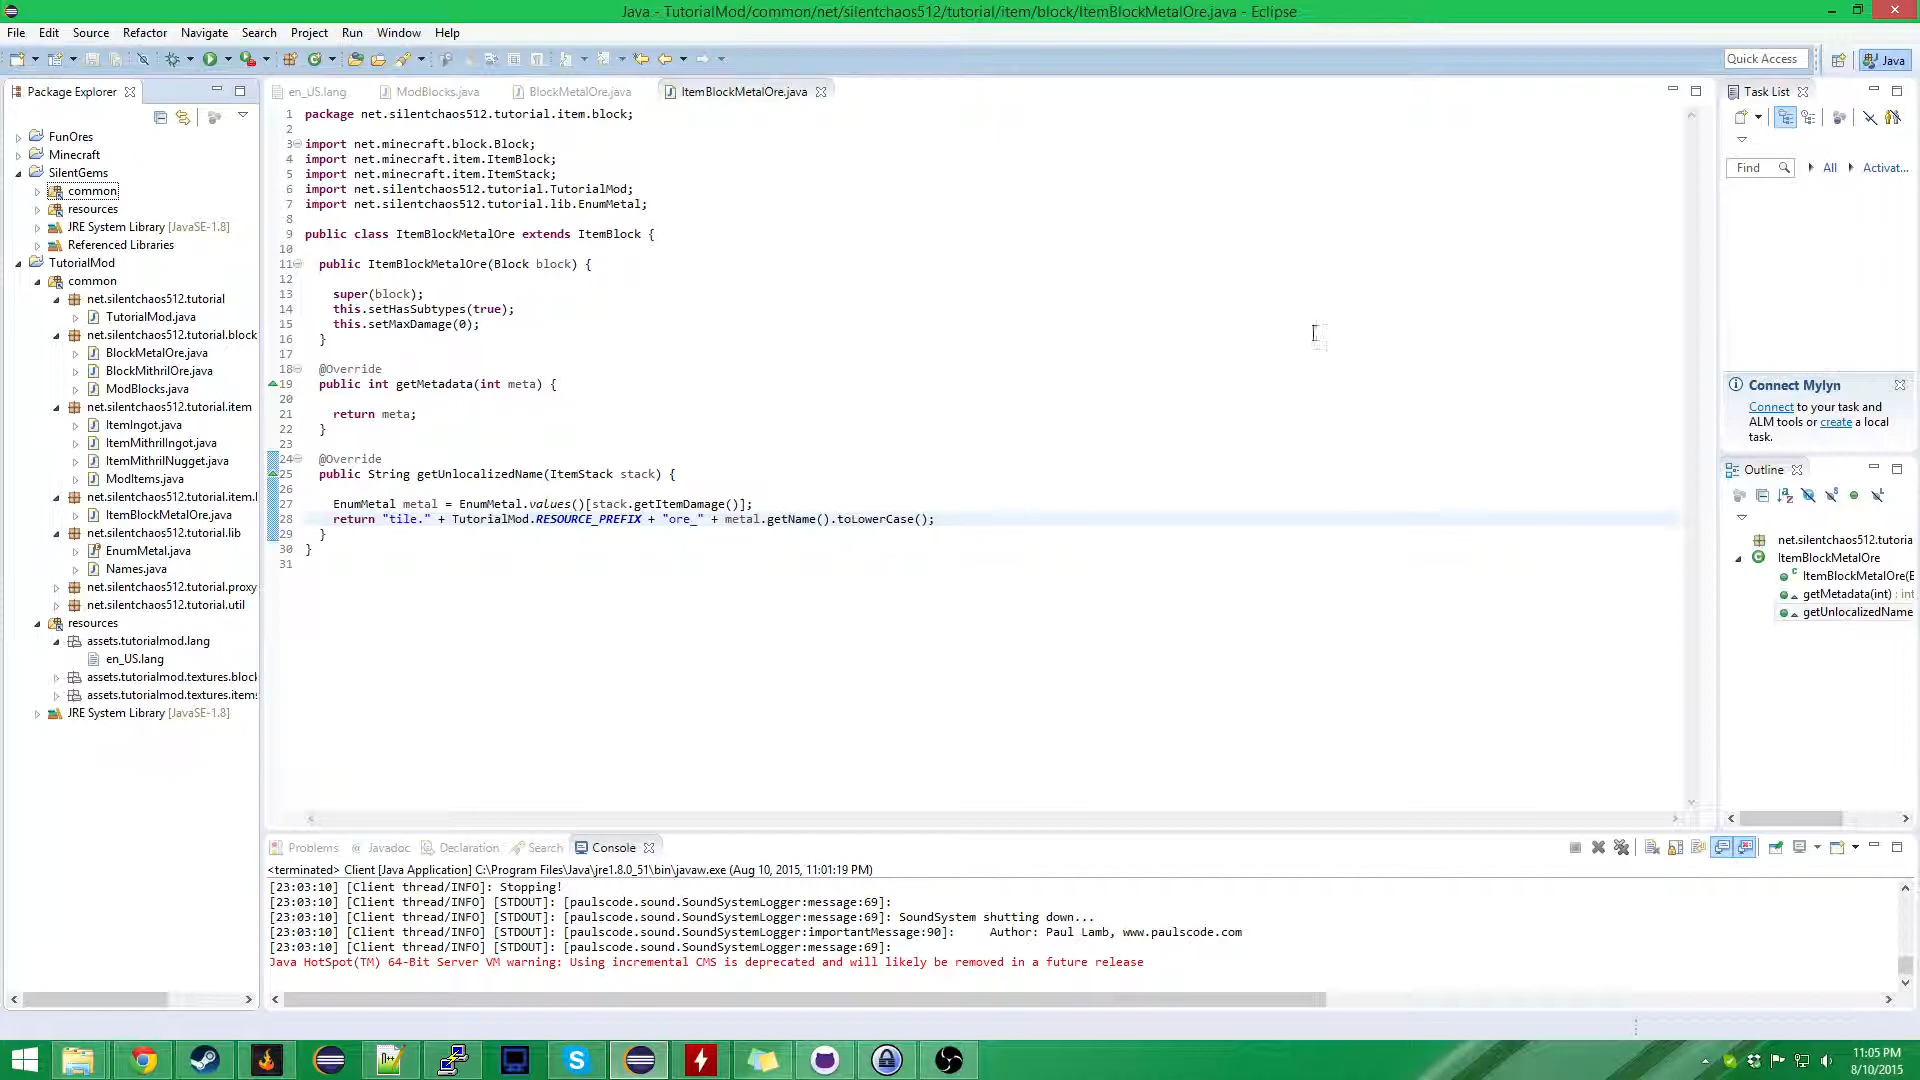 Java - TutorialMod/common/net/silentchaos512/tutorial/item/block/ItemBlockMetalOre.java - Eclipse
File Edit Source Refactor Navigate Search Project Run Window Help
Quick Access
Java
Package Explorer
FunOres
Minecraft
SilentGems
common
resources
JRE System Library [JavaSE-1.8]
Referenced Libraries
TutorialMod
common
net.silentchaos512.tutorial
TutorialMod.java
net.silentchaos512.tutorial.block
BlockMetalOre.java
BlockMithrilOre.java
ModBlocks.java
net.silentchaos512.tutorial.item
ItemIngot.java
ItemMithrilIngot.java
ItemMithrilNugget.java
ModItems.java
net.silentchaos512.tutorial.item.l
ItemBlockMetalOre.java
net.silentchaos512.tutorial.lib
EnumMetal.java
Names.java
net.silentchaos512.tutorial.proxy
net.silentchaos512.tutorial.util
resources
assets.tutorialmod.lang
en_US.lang
assets.tutorialmod.textures.block
assets.tutorialmod.textures.items
JRE System Library [JavaSE-1.8]
en_US.lang ModBlocks.java BlockMetalOre.java ItemBlockMetalOre.java
1 package net.silentchaos512.tutorial.item.block;
2
3 import net.minecraft.block.Block;
4 import net.minecraft.item.ItemBlock;
5 import net.minecraft.item.ItemStack;
6 import net.silentchaos512.tutorial.TutorialMod;
7 import net.silentchaos512.tutorial.lib.EnumMetal;
8
9 public class ItemBlockMetalOre extends ItemBlock {
10
11 public ItemBlockMetalOre(Block block) {
12
13 super(block);
14 this.setHasSubtypes(true);
15 this.setMaxDamage(0);
16 }
17
18 @Override
19 public int getMetadata(int meta) {
20
21 return meta;
22 }
23
24 @Override
25 public String getUnlocalizedName(ItemStack stack) {
26
27 EnumMetal metal = EnumMetal.values()[stack.getItemDamage()];
28 return "tile." + TutorialMod.RESOURCE_PREFIX + "ore_" + metal.getName().toLowerCase();
29 }
30 }
31
Task List
Find All Activat...
Connect Mylyn
Connect to your task and
ALM tools or create a local
task.
Outline
net.silentchaos512.tutoria
ItemBlockMetalOre
ItemBlockMetalOre(B
getMetadata(int) : int
getUnlocalizedName
Problems Javadoc Declaration Search Console
<terminated> Client [Java Application] C:\Program Files\Java\jre1.8.0_51\bin\javaw.exe (Aug 10, 2015, 11:01:19 PM)
[23:03:10] [Client thread/INFO]: Stopping!
[23:03:10] [Client thread/INFO] [STDOUT]: [paulscode.sound.SoundSystemLogger:message:69]:
[23:03:10] [Client thread/INFO] [STDOUT]: [paulscode.sound.SoundSystemLogger:message:69]: SoundSystem shutting down...
[23:03:10] [Client thread/INFO] [STDOUT]: [paulscode.sound.SoundSystemLogger:importantMessage:90]: Author: Paul Lamb, www.paulscode.com
[23:03:10] [Client thread/INFO] [STDOUT]: [paulscode.sound.SoundSystemLogger:message:69]:
Java HotSpot(TM) 64-Bit Server VM warning: Using incremental CMS is deprecated and will likely be removed in a future release
11:05 PM
8/10/2015